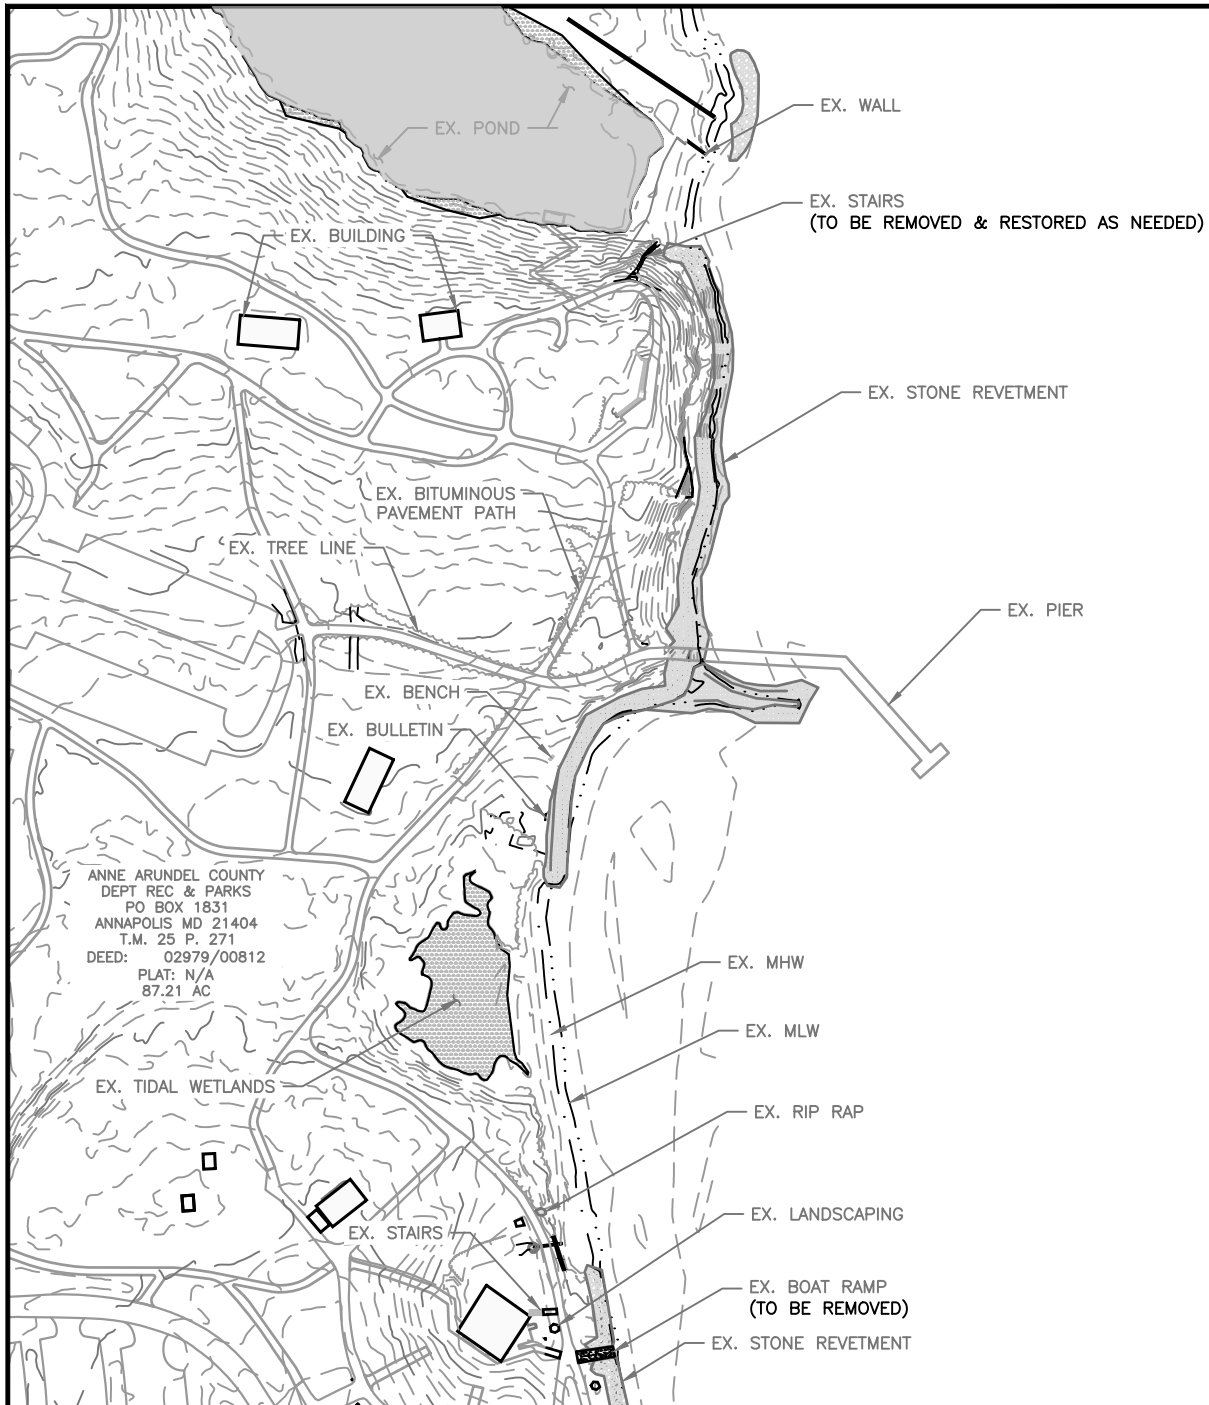 EX. WALL
EX. POND
EX. STAIRS
(TO BE REMOVED & RESTORED AS NEEDED)
EX. BUILDING
EX. STONE REVETMENT
EX. BITUMINOUS
PAVEMENT PATH
EX. TREE LINE
EX. PIER
EX. BENCH
EX. BULLETIN
ANNE ARUNDEL COUNTY
DEPT REC & PARKS
PO BOX 1831
ANNAPOLIS MD 21404
T.M. 25 P. 271
DEED: 02979/00812
PLAT: N/A
87.21 AC
EX. MHW
EX. MLW
EX. TIDAL WETLANDS
EX. RIP RAP
EX. LANDSCAPING
EX. STAIRS
EX. BOAT RAMP
(TO BE REMOVED)
EX. STONE REVETMENT